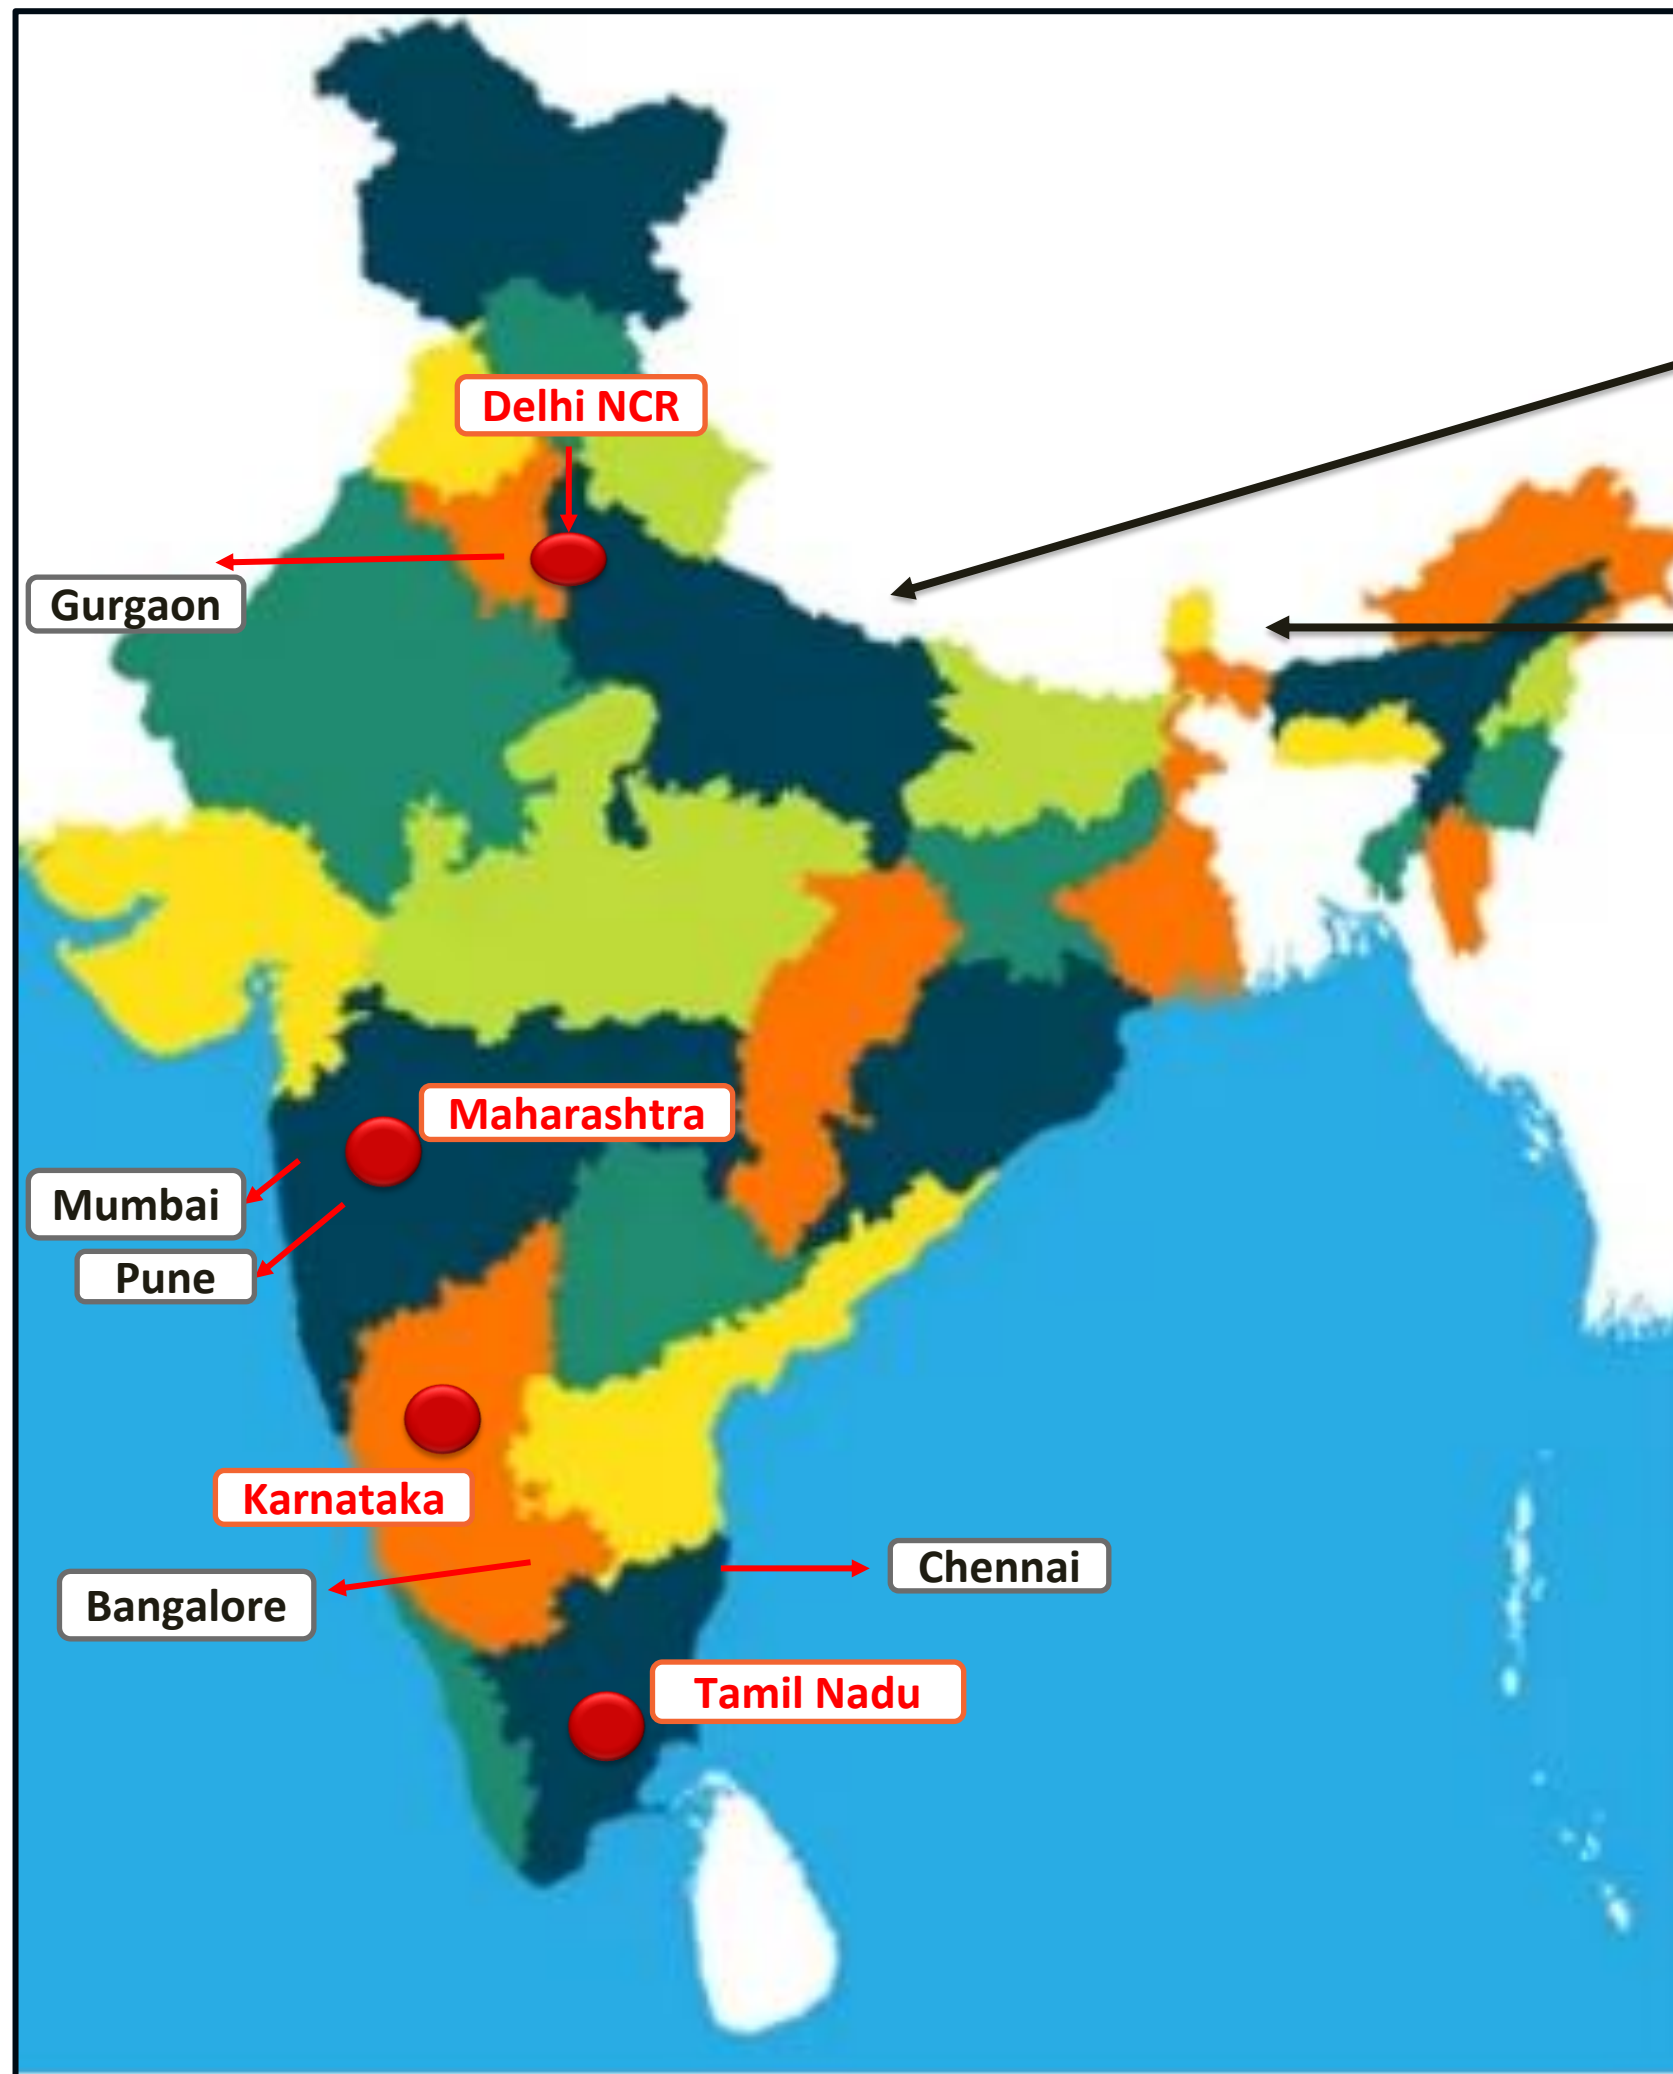 Delhi NCR
Gurgaon
Maharashtra
Mumbai
Pune
Karnataka
Chennai
Bangalore
Tamil Nadu